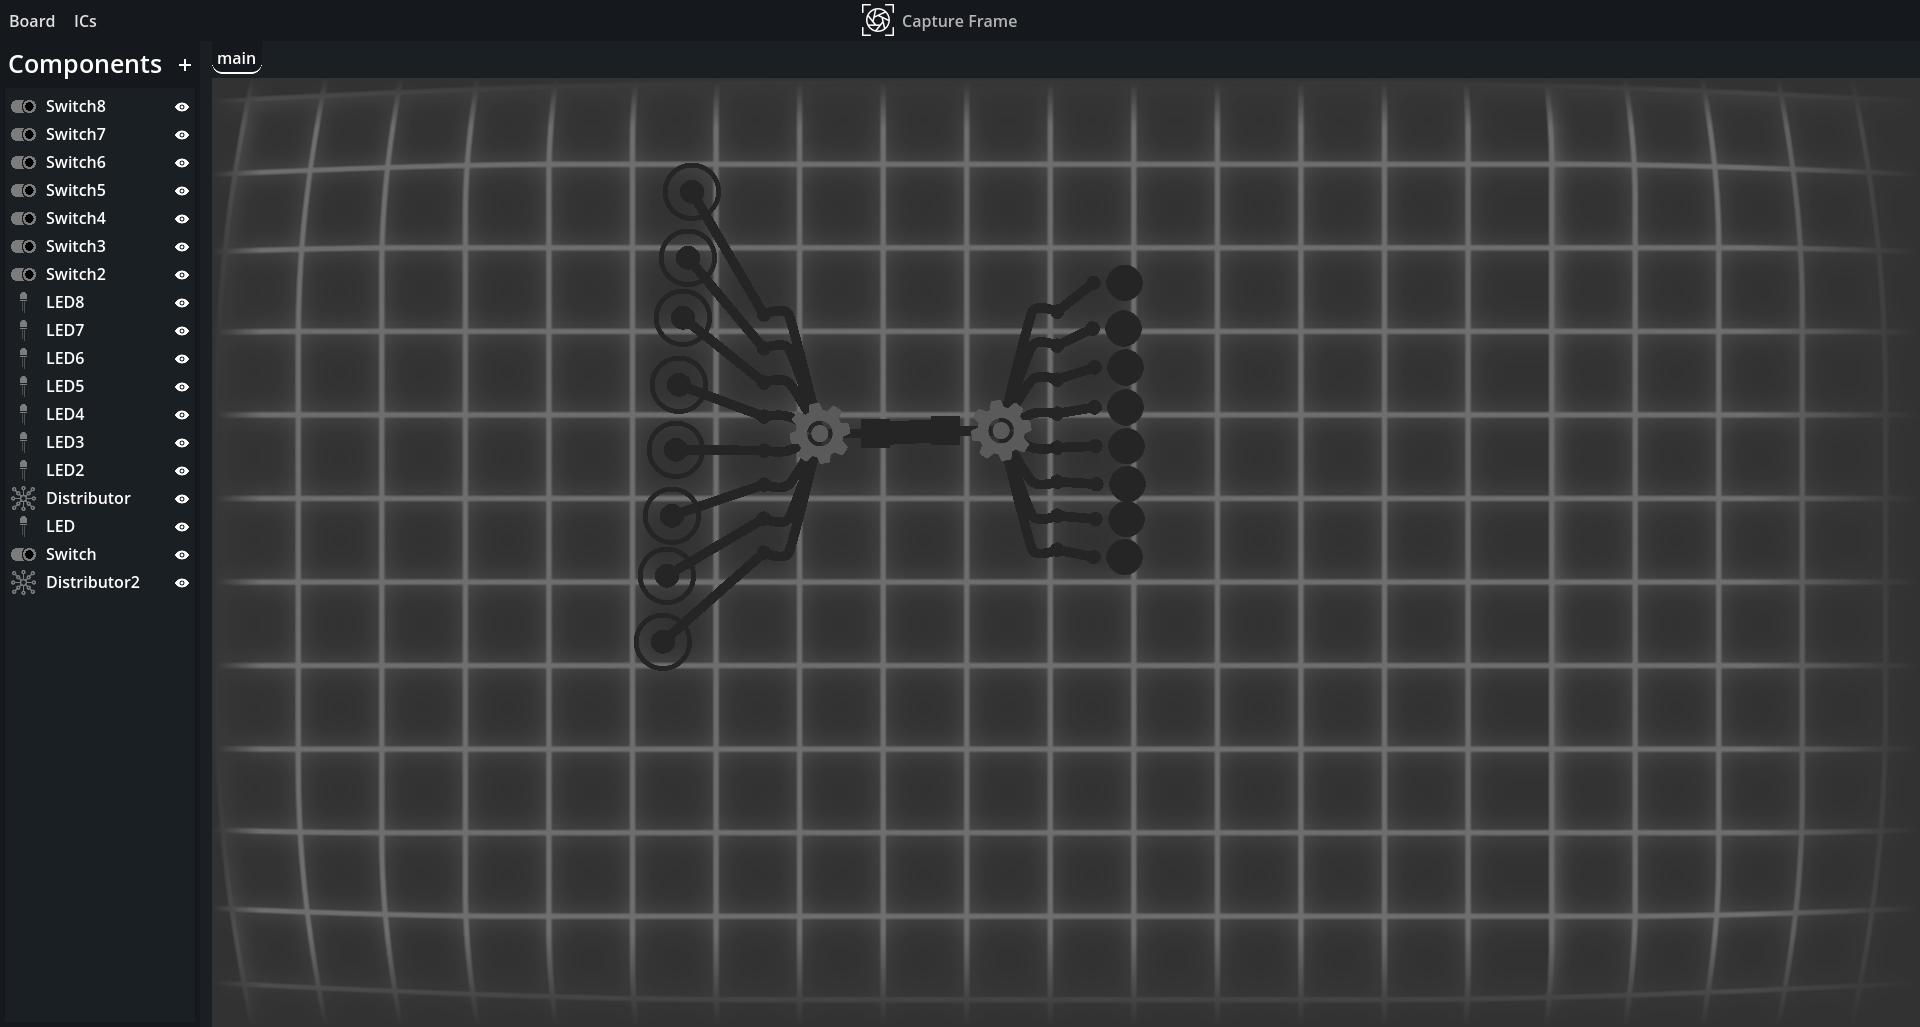 Board ICs
Capture Frame
Components +
main
Switch8
Switch7
Switch6
Switch5
Switch4
Switch3
Switch2
LED8
LED7
LED6
LED5
LED4
LED3
LED2
Distributor
LED
Switch
Distributor2